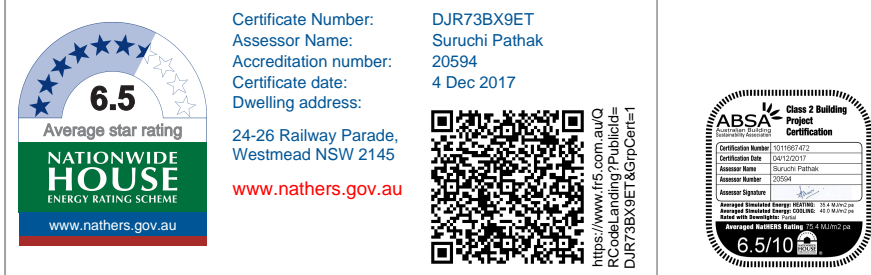 6.5
Average star rating
NATIONWIDE
HOUSE
ENERGY RATING SCHEME
www.nathers.gov.au
Certificate Number: DJR73BX9ET
Assessor Name: Suruchi Pathak
Accreditation number: 20594
Certificate date: 4 Dec 2017
Dwelling address:
24-26 Railway Parade,
Westmead NSW 2145
www.nathers.gov.au
https://www.fr5.com.au/Q
RCodeLanding?PublicId=
DJR73BX9ET&GrpCert=1
ABSA
Australian Building
Sustainability Association
Class 2 Building
Project
Certification
Certification Number 1011667472
Certification Date 04/12/2017
Assessor Name Suruchi Pathak
Assessor Number 20594
Assessor Signature
Averaged Simulated Energy: HEATING: 35.4 MJ/m2 pa
Averaged Simulated Energy: COOLING: 40.0 MJ/m2 pa
Rated with Downlights: Partial
Averaged NatHERS Rating 75.4 MJ/m2 pa
6.5/10
HOUSE